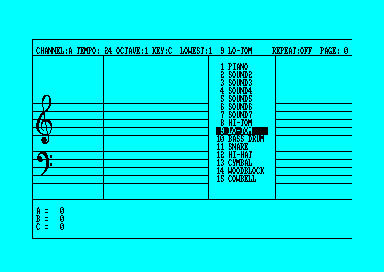 CHANNEL:A TEMPO: 24 OCTAVE:1 KEY:C LOWEST:1 9 LO-TOM REPEAT:OFF PAGE: 0
1 PIANO
2 SOUND2
3 SOUND3
4 SOUND4
5 SOUND5
6 SOUND6
7 SOUND7
8 HI-TOM
9 LO-TOM
10 BASS DRUM
11 SNARE
12 HI-HAT
13 CYMBAL
14 WOODBLOCK
15 COWBELL
A = 0
B = 0
C = 0